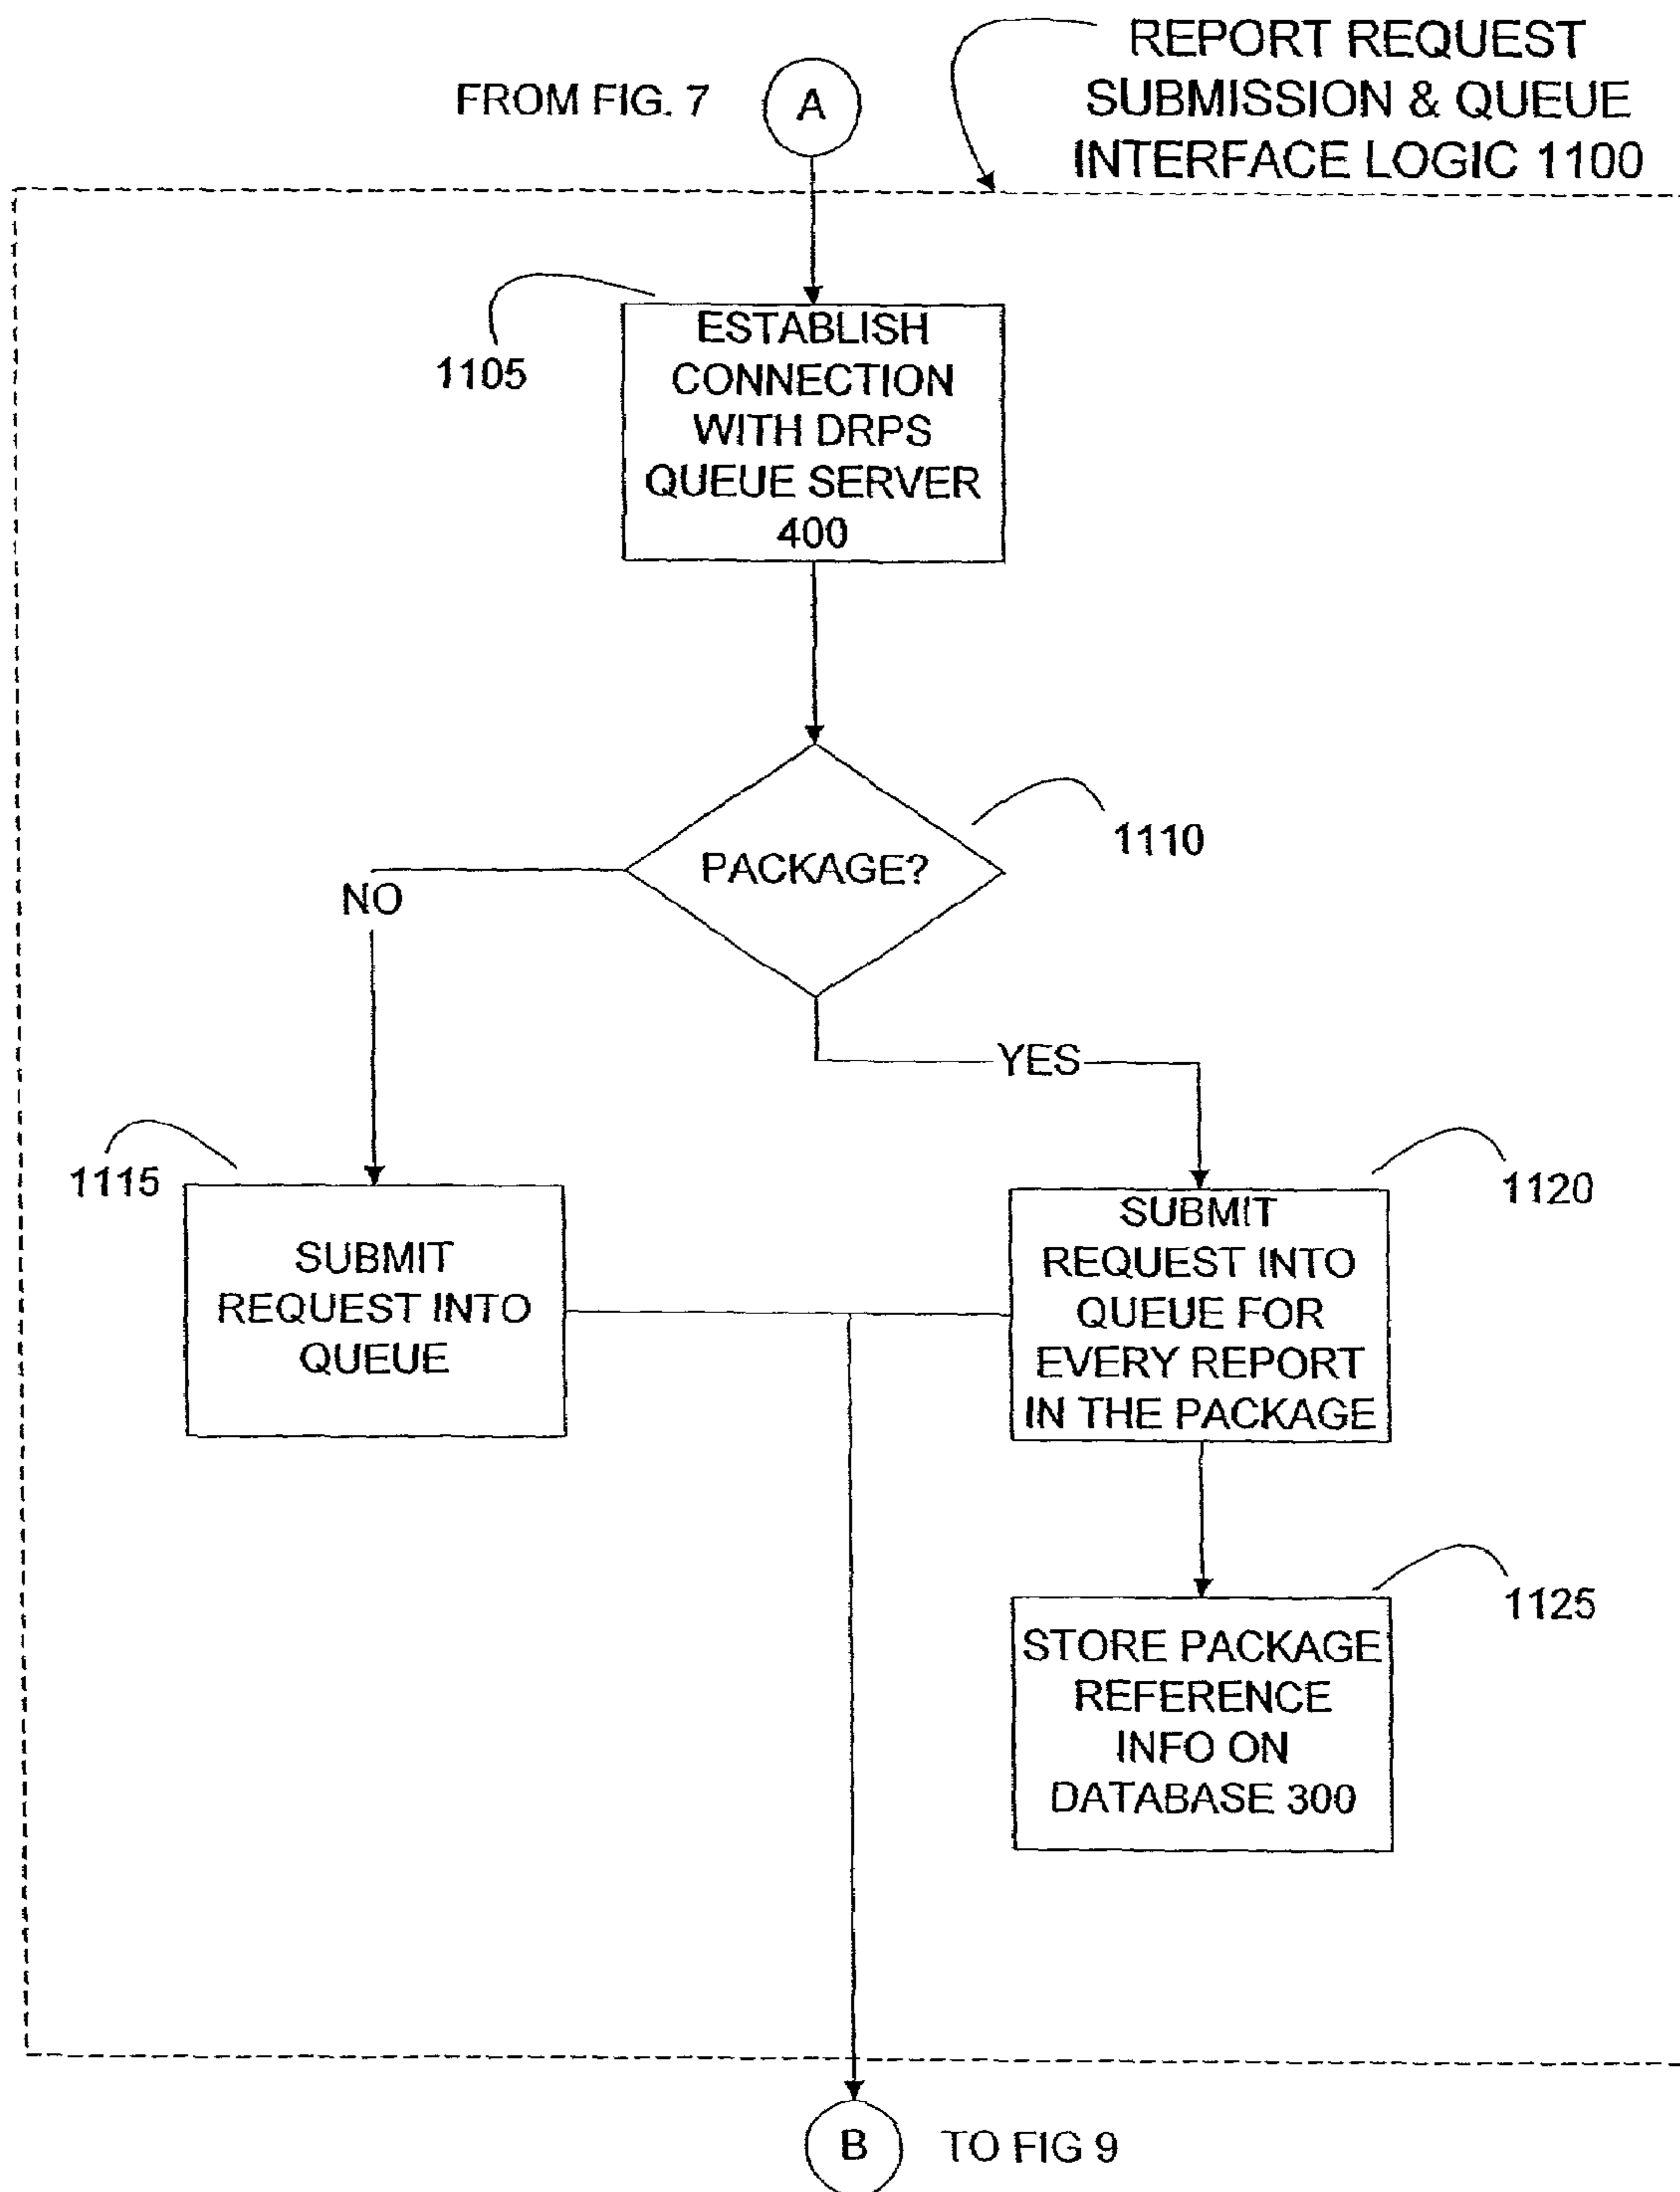 REPORT REQUEST
SUBMISSION & QUEUE
INTERFACE LOGIC 1100
FROM FIG. 7
A
ESTABLISH
CONNECTION
WITH DRPS
QUEUE SERVER
400
1105
PACKAGE?
1110
NO
YES
1115
SUBMIT
REQUEST INTO
QUEUE
1120
SUBMIT
REQUEST INTO
QUEUE FOR
EVERY REPORT
IN THE PACKAGE
1125
STORE PACKAGE
REFERENCE
INFO ON
DATABASE 300
B
TO FIG 9